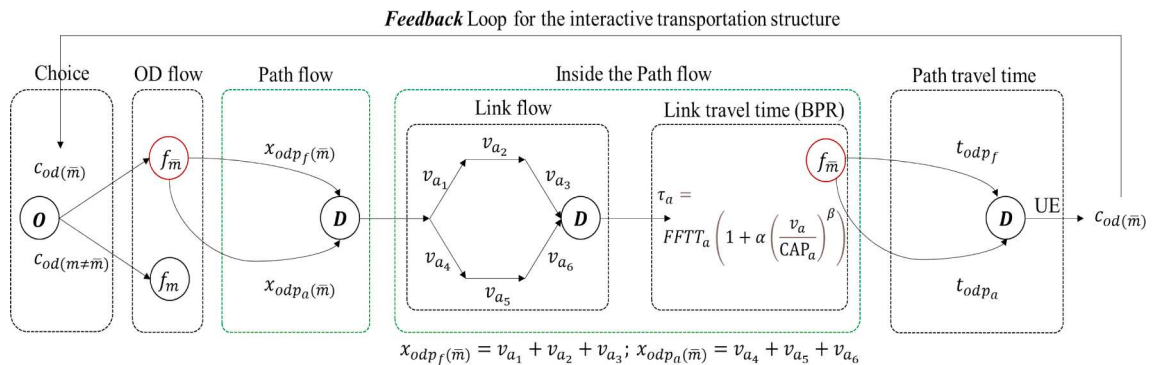 Feedback Loop for the interactive transportation structure
Choice
OD flow
Path flow
Inside the Path flow
Path travel time
Link flow
Link travel time (BPR)
c_{od(m̅)}
O
c_{od(m≠m̅)}
f_{m̅}
f_m
x_{odp_f(m̅)}
x_{odp_a(m̅)}
D
v_{a_1}
v_{a_2}
v_{a_3}
v_{a_4}
v_{a_5}
v_{a_6}
D
f_{m̅}
τ_a =
FFTT_a (1 + α (v_a / CAP_a)^β)
t_{odp_f}
t_{odp_a}
D
UE
c_{od(m̅)}
x_{odp_f(m̅)} = v_{a_1} + v_{a_2} + v_{a_3}; x_{odp_a(m̅)} = v_{a_4} + v_{a_5} + v_{a_6}